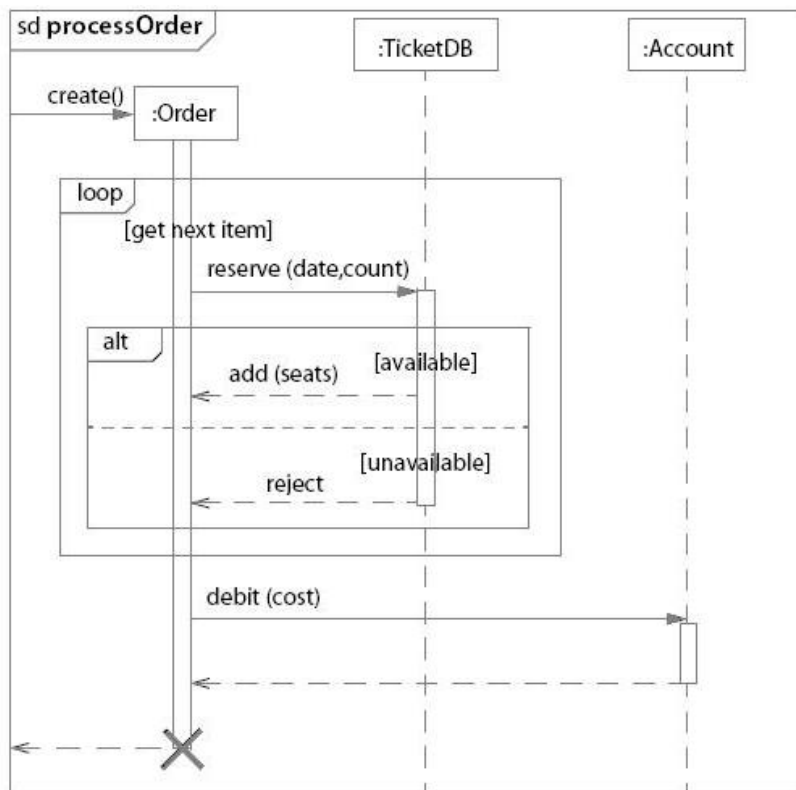 sd processOrder
:TicketDB
:Account
create()
:Order
loop
[get next item]
reserve (date,count)
alt
[available]
add (seats)
[unavailable]
reject
debit (cost)